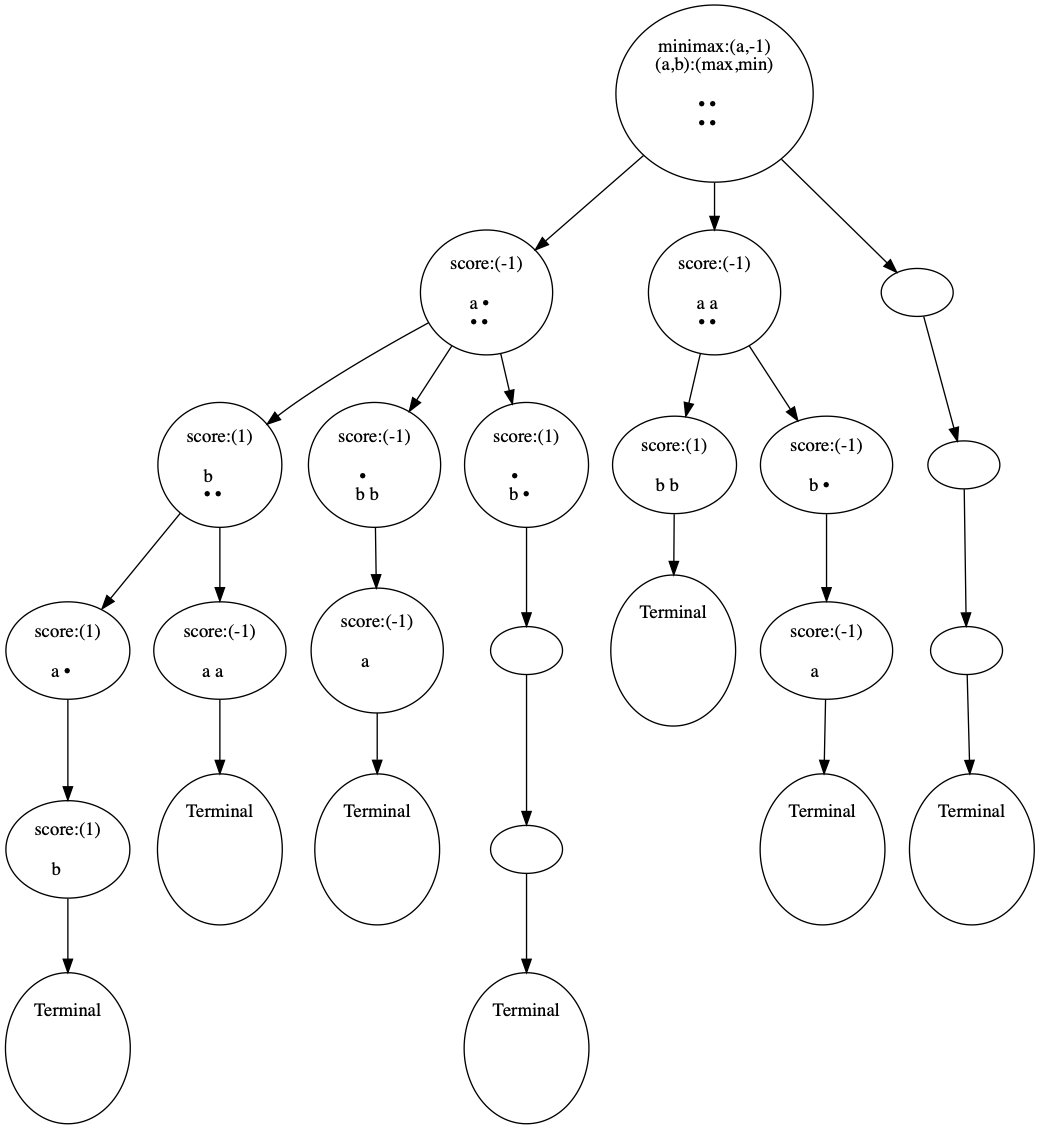 minimax:(a,-1)
(a,b):(max,min)
• •
• •
score:(-1)
a •
• •
score:(-1)
a a
• •
score:(1)
b
• •
score:(-1)
•
b b
score:(1)
•
b •
score:(1)
b b
score:(-1)
b •
score:(1)
a •
score:(-1)
a a
score:(-1)
a
Terminal
score:(-1)
a
score:(1)
b
Terminal
Terminal
Terminal
Terminal
Terminal
Terminal